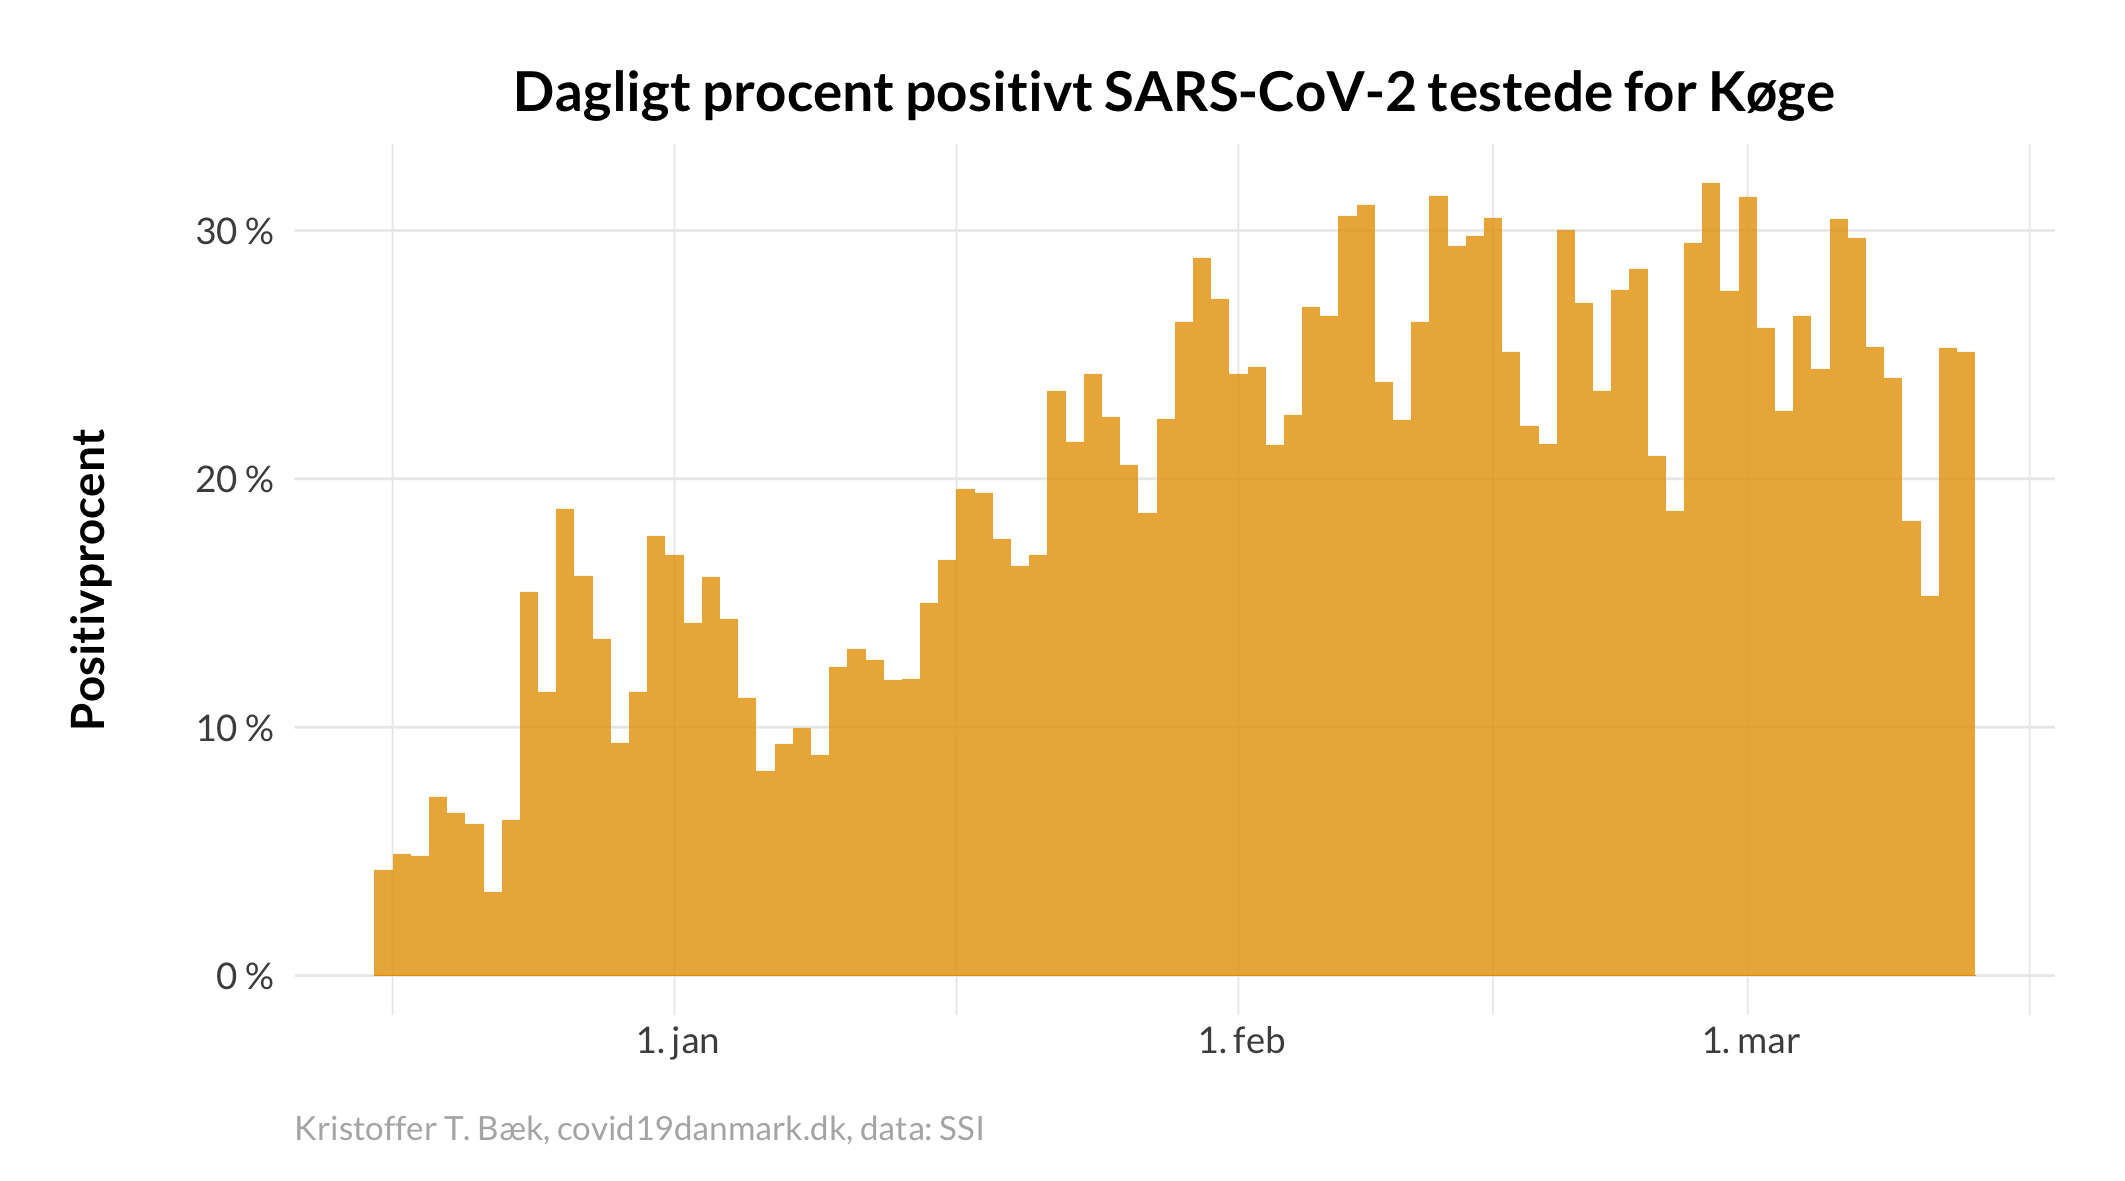 Dagligt procent positivt SARS-CoV-2 testede for Køge
Positivprocent
30 %
20 %
10 %
0 %
1. jan
1. feb
1. mar
Kristoffer T. Bæk, covid19danmark.dk, data: SSI